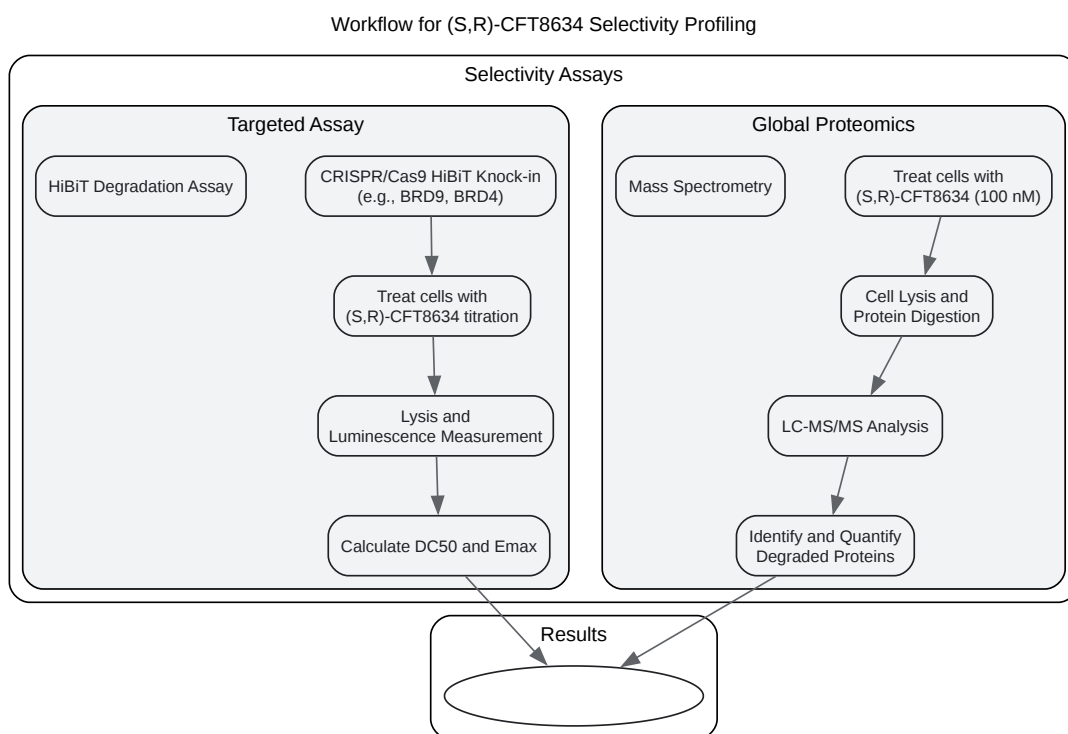 Workflow for (S,R)-CFT8634 Selectivity Profiling
Selectivity Assays
Targeted Assay
HiBiT Degradation Assay
CRISPR/Cas9 HiBiT Knock-in
(e.g., BRD9, BRD4)
Treat cells with
(S,R)-CFT8634 titration
Lysis and
Luminescence Measurement
Calculate DC50 and Emax
Global Proteomics
Mass Spectrometry
Treat cells with
(S,R)-CFT8634 (100 nM)
Cell Lysis and
Protein Digestion
LC-MS/MS Analysis
Identify and Quantify
Degraded Proteins
Results